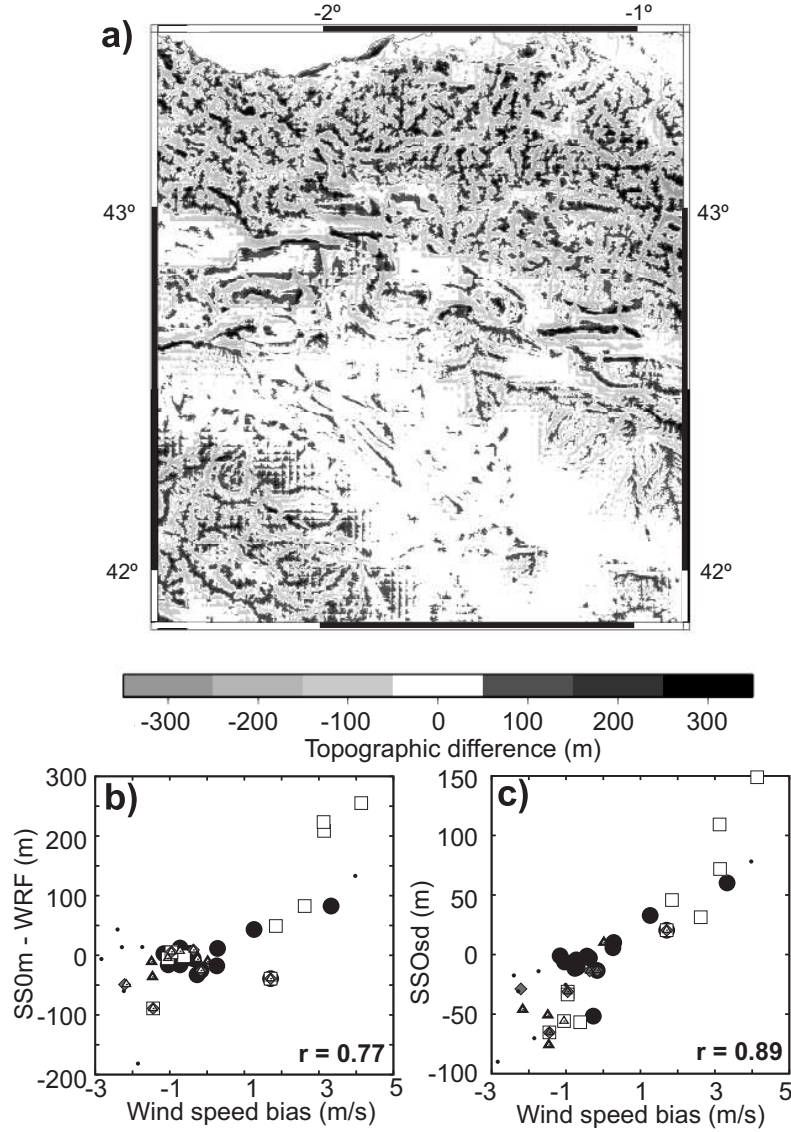 a)
-2º -1º
43º 43º
42º 42º
-300 -200 -100 0 100 200 300
Topographic difference (m)
b)
SS0m - WRF (m)
300
200
100
0
-100
-200
-3 -1 1 3 5
r = 0.77
Wind speed bias (m/s)
c)
SSOsd (m)
150
100
50
0
-50
-100
-3 -1 1 3 5
r = 0.89
Wind speed bias (m/s)